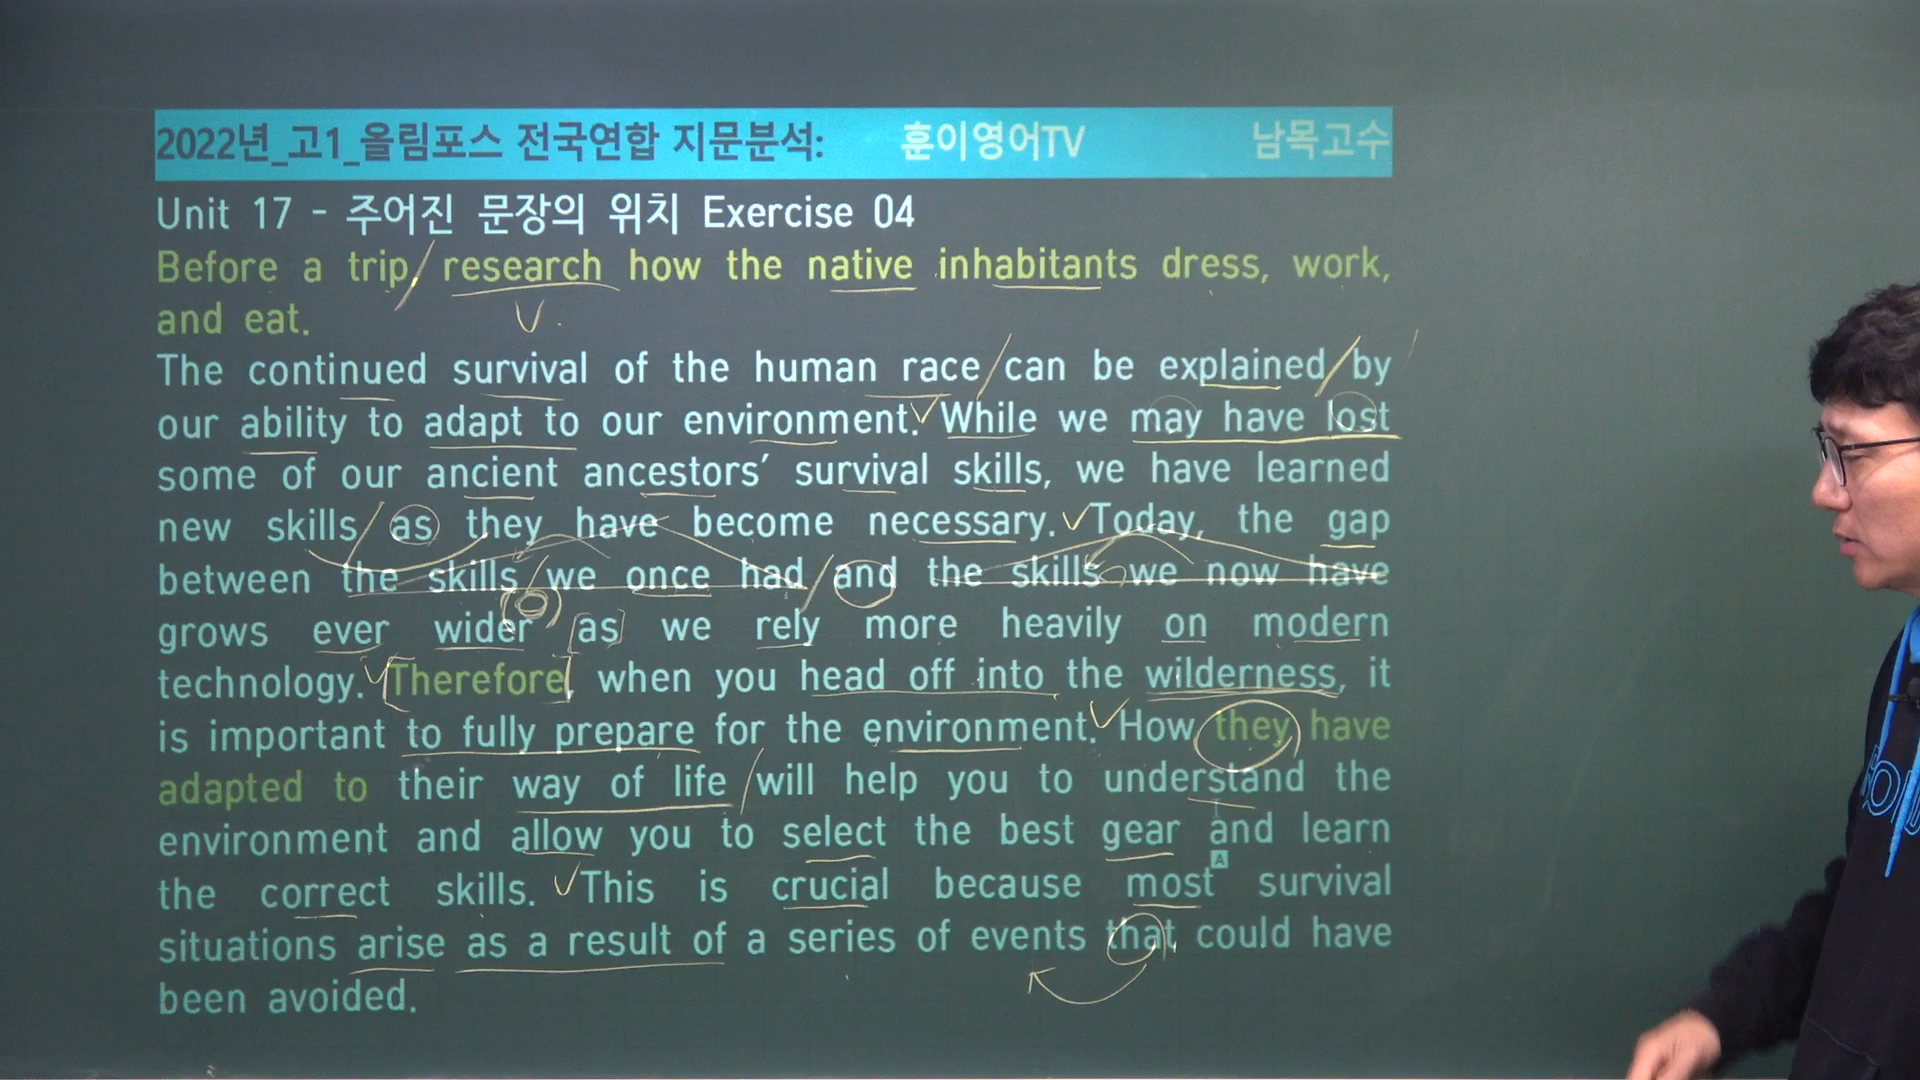 2022년_고1_올림포스 전국연합 지문분석: 훈이영어TV 남목고수
Unit 17 - 주어진 문장의 위치 Exercise 04
Before a trip, research how the native inhabitants dress, work,
and eat.
The continued survival of the human race can be explained by
our ability to adapt to our environment. While we may have lost
some of our ancient ancestors’ survival skills, we have learned
new skills as they have become necessary. Today, the gap
between the skills we once had and the skills we now have
grows ever wider as we rely more heavily on modern
technology. Therefore, when you head off into the wilderness, it
is important to fully prepare for the environment. How they have
adapted to their way of life will help you to understand the
environment and allow you to select the best gear and learn
the correct skills. This is crucial because most survival
situations arise as a result of a series of events that could have
been avoided.